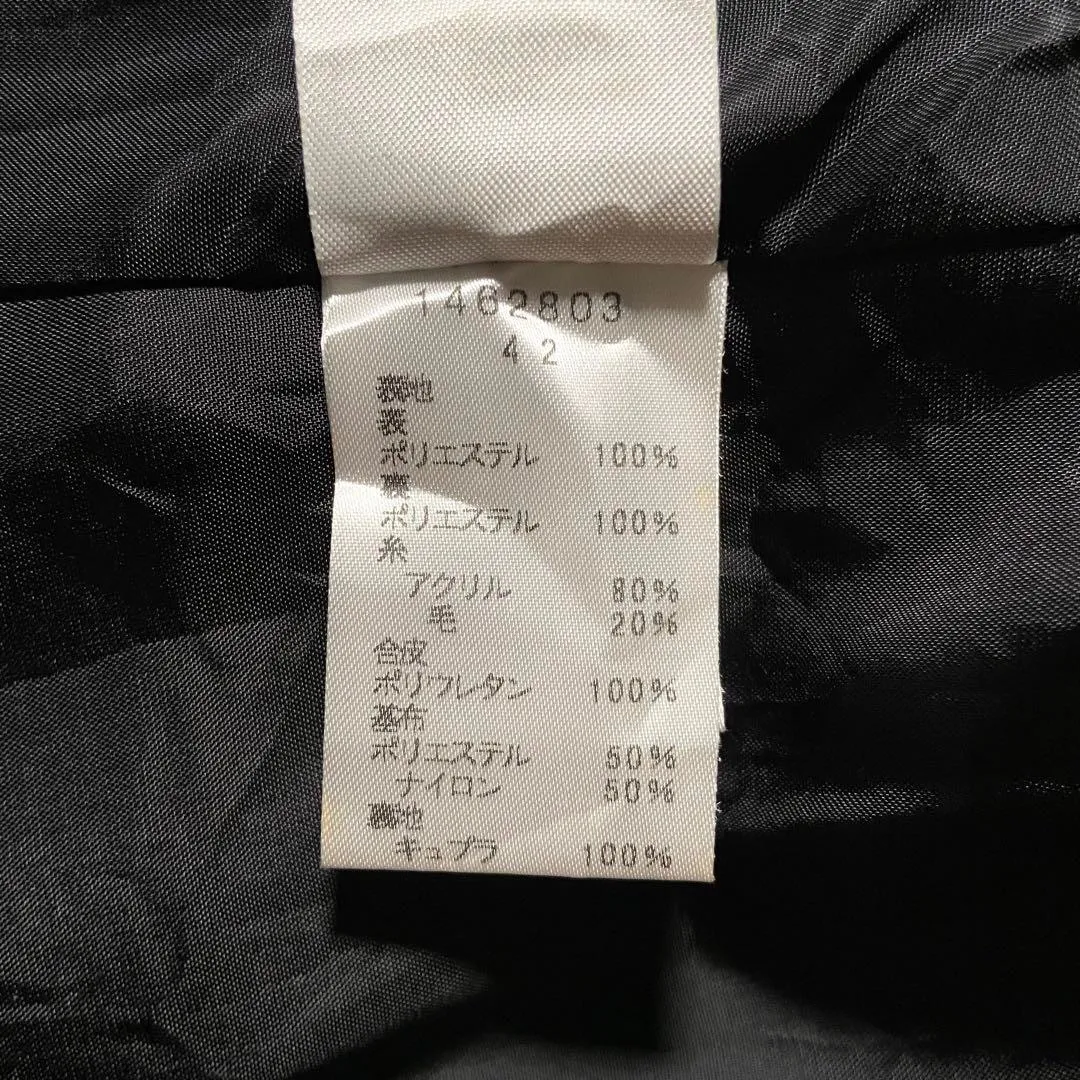 1462803
42
表地
表
ポリエステル 100%
裏
ポリエステル 100%
糸
アクリル 80%
毛 20%
合皮
ポリウレタン 100%
基布
ポリエステル 50%
ナイロン 50%
裏地
キュプラ 100%